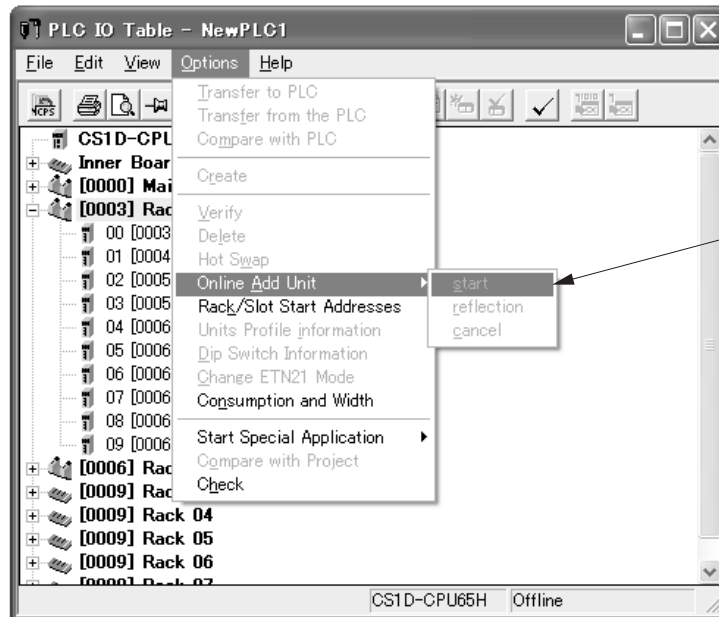 PLC IO Table - NewPLC1
File Edit View Options Help
CPS
Transfer to PLC
Transfer from the PLC
Compare with PLC
Create
Verify
Delete
Hot Swap
Online Add Unit
Rack/Slot Start Addresses
Units Profile information
Dip Switch Information
Change ETN21 Mode
Consumption and Width
Start Special Application
Compare with Project
Check
start
reflection
cancel
CS1D-CPU
Inner Boar
[0000] Mai
[0003] Rac
00 [0003
01 [0004
02 [0005
03 [0005
04 [0006
05 [0006
06 [0006
07 [0006
08 [0006
09 [0006
[0006] Rac
[0009] Rac
[0009] Rack 04
[0009] Rack 05
[0009] Rack 06
[0009] Rack 07
CS1D-CPU65H Offline